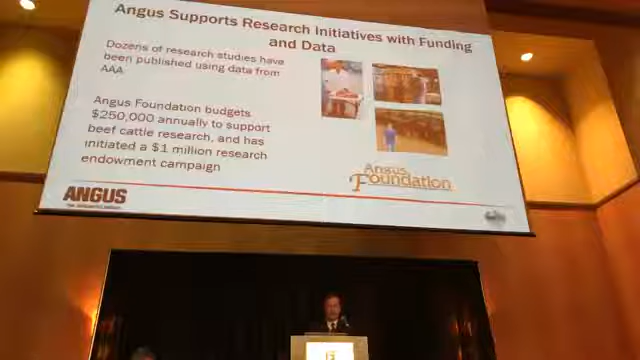 Angus Supports Research Initiatives with Funding
and Data
Dozens of research studies have
been published using data from
AAA
Angus Foundation budgets
$250,000 annually to support
beef cattle research, and has
initiated a $1 million research
endowment campaign
Angus
Foundation
ANGUS